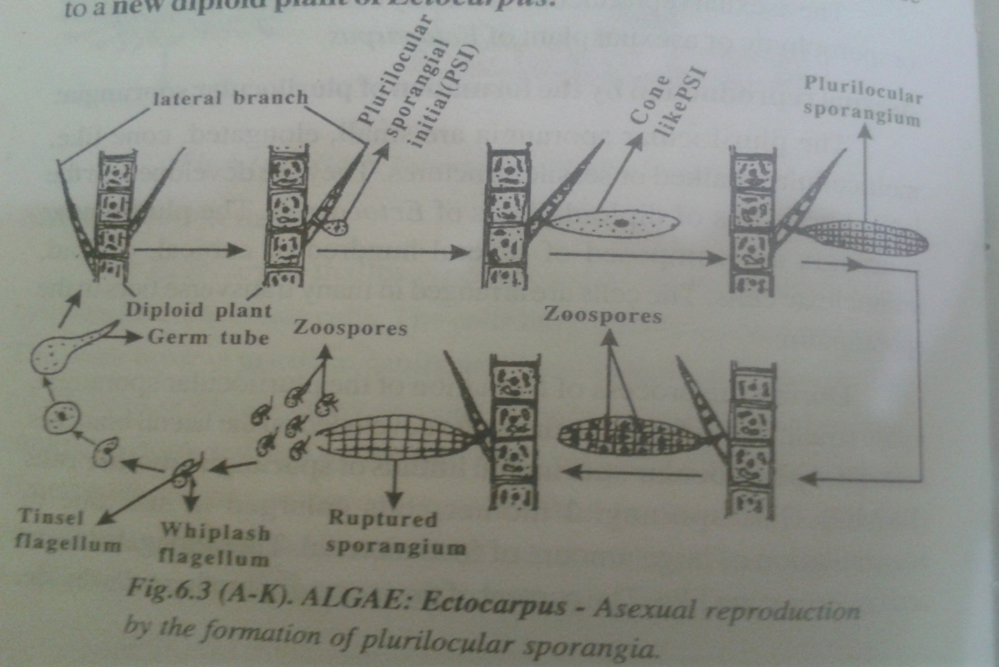 to a new diploid plant of Ectocarpus.
lateral branch
Plurilocular
sporangial
initial(PSI)
Cone
likePSI
Plurilocular
sporangium
Diploid plant
Germ tube
Zoospores
Zoospores
Tinsel
flagellum
Whiplash
flagellum
Ruptured
sporangium
Fig.6.3 (A-K). ALGAE: Ectocarpus - Asexual reproduction
by the formation of plurilocular sporangia.